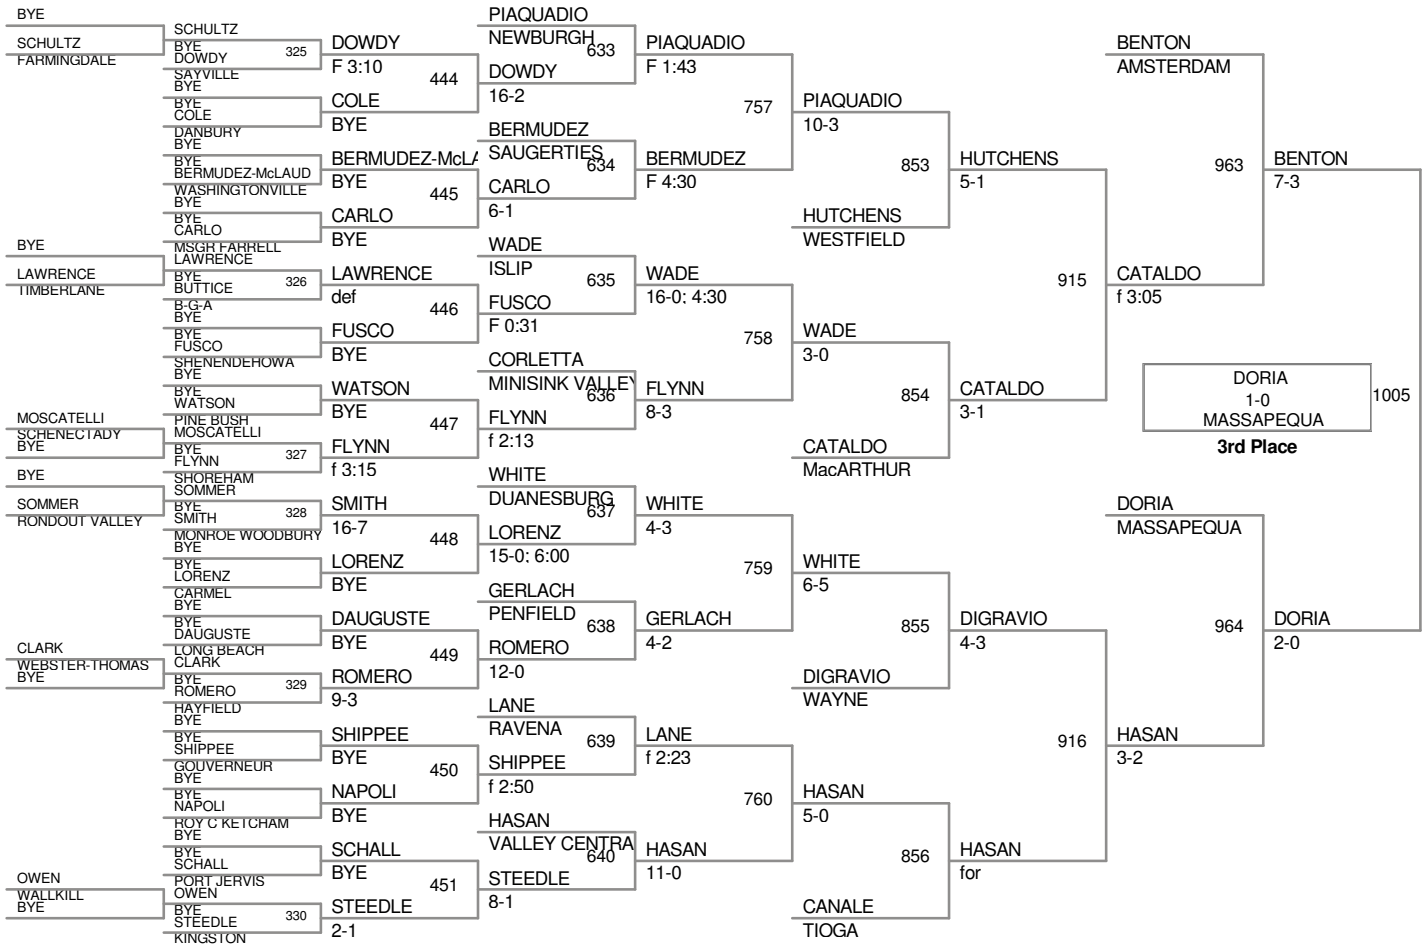 BYE
SCHULTZ
FARMINGDALE
BYE
LAWRENCE
TIMBERLANE
MOSCATELLI
SCHENECTADY
BYE
BYE
SOMMER
RONDOUT VALLEY
CLARK
WEBSTER-THOMAS
BYE
OWEN
WALLKILL
BYE
SCHULTZ
BYE
DOWDY
325
SAYVILLE
BYE
BYE
COLE
DANBURY
BYE
BYE
BERMUDEZ-McLAUD
WASHINGTONVILLE
BYE
BYE
CARLO
MSGR FARRELL
LAWRENCE
BYE
BUTTICE
326
B-G-A
BYE
BYE
FUSCO
SHENENDEHOWA
BYE
BYE
WATSON
PINE BUSH
MOSCATELLI
BYE
FLYNN
327
SHOREHAM
SOMMER
BYE
SMITH
328
MONROE WOODBURY
BYE
BYE
LORENZ
CARMEL
BYE
BYE
DAUGUSTE
LONG BEACH
CLARK
BYE
ROMERO
329
HAYFIELD
BYE
BYE
SHIPPEE
GOUVERNEUR
BYE
BYE
NAPOLI
ROY C KETCHAM
BYE
BYE
SCHALL
PORT JERVIS
OWEN
BYE
STEEDLE
330
KINGSTON
DOWDY
F 3:10
444
COLE
BYE
BERMUDEZ-McLA
BYE
445
CARLO
BYE
LAWRENCE
def
446
FUSCO
BYE
WATSON
BYE
447
FLYNN
f 3:15
SMITH
16-7
448
LORENZ
BYE
DAUGUSTE
BYE
449
ROMERO
9-3
SHIPPEE
BYE
450
NAPOLI
BYE
SCHALL
BYE
451
STEEDLE
2-1
PIAQUADIO
NEWBURGH
633
DOWDY
16-2
BERMUDEZ
SAUGERTIES
634
CARLO
6-1
WADE
ISLIP
635
FUSCO
F 0:31
CORLETTA
MINISINK VALLEY
636
FLYNN
f 2:13
WHITE
DUANESBURG
637
LORENZ
15-0; 6:00
GERLACH
PENFIELD
638
ROMERO
12-0
LANE
RAVENA
639
SHIPPEE
f 2:50
HASAN
VALLEY CENTRA
640
STEEDLE
8-1
PIAQUADIO
F 1:43
757
BERMUDEZ
F 4:30
WADE
16-0; 4:30
758
FLYNN
8-3
WHITE
4-3
759
GERLACH
4-2
LANE
f 2:23
760
HASAN
11-0
PIAQUADIO
10-3
853
HUTCHENS
WESTFIELD
WADE
3-0
854
CATALDO
MacARTHUR
WHITE
6-5
855
DIGRAVIO
WAYNE
HASAN
5-0
856
CANALE
TIOGA
HUTCHENS
5-1
915
CATALDO
3-1
DIGRAVIO
4-3
916
HASAN
for
BENTON
AMSTERDAM
963
CATALDO
f 3:05
DORIA
MASSAPEQUA
964
HASAN
3-2
BENTON
7-3
DORIA
1-0
MASSAPEQUA
1005
3rd Place
DORIA
2-0